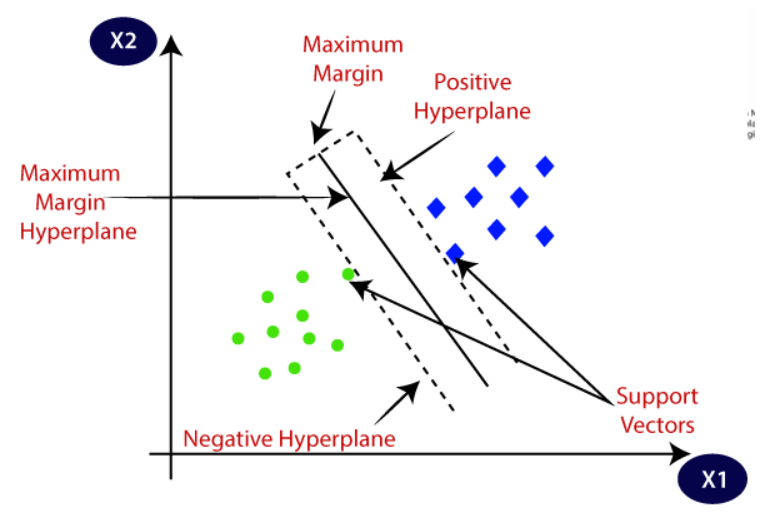 X2
Maximum
Margin
Positive
Hyperplane
Maximum
Margin
Hyperplane
Support
Vectors
Negative Hyperplane
X1